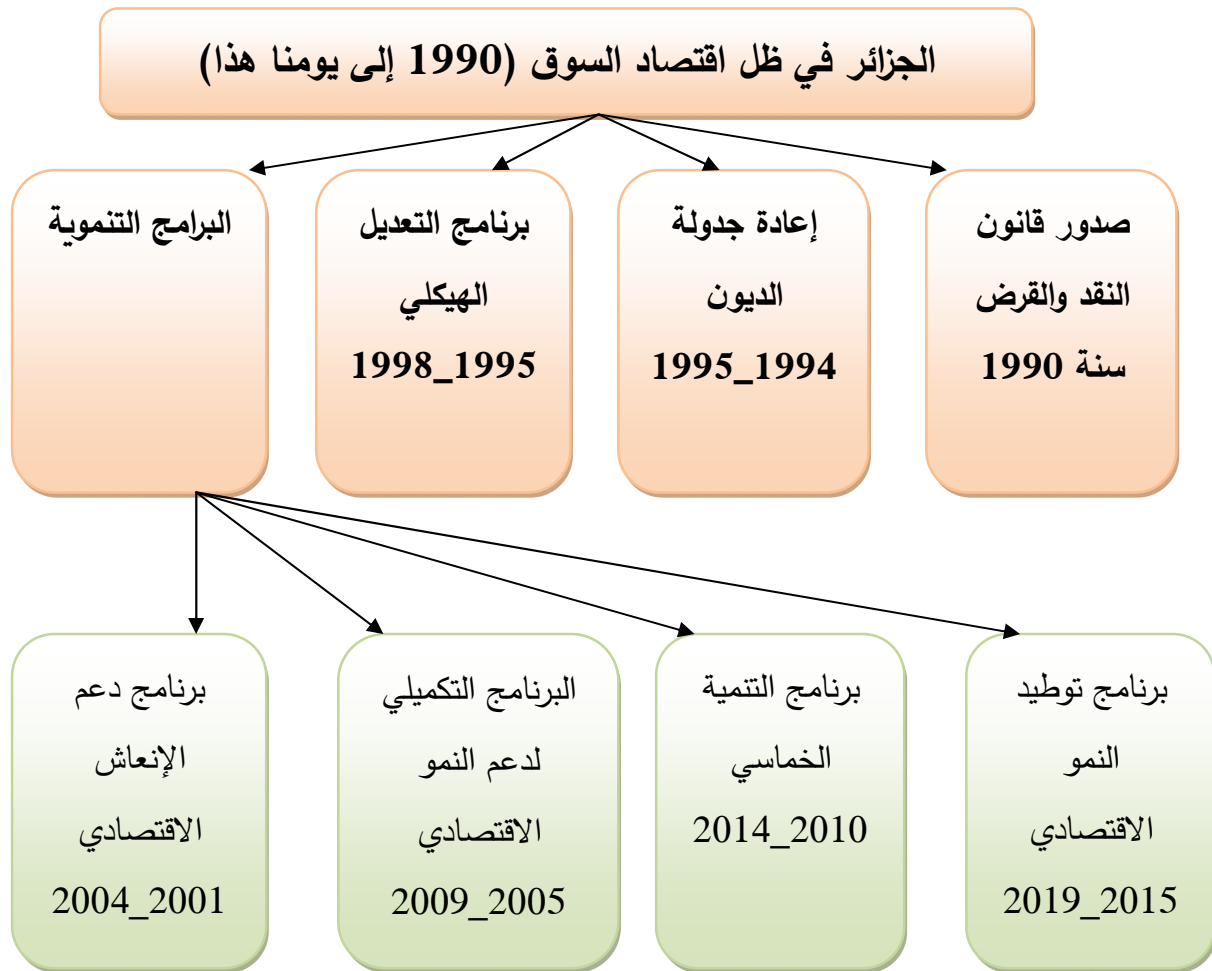 الجزائر في ظل اقتصاد السوق (1990 إلى يومنا هذا)
صدور قانون
النقد والقرض
سنة 1990
إعادة جدولة
الديون
1995_1994
برنامج التعديل
الهيكلي
1998_1995
البرامج التنموية
برنامج توطيد
النمو
الاقتصادي
2019_2015
برنامج التنمية
الخماسي
2014_2010
البرنامج التكميلي
لدعم النمو
الاقتصادي
2009_2005
برنامج دعم
الإنعاش
الاقتصادي
2004_2001